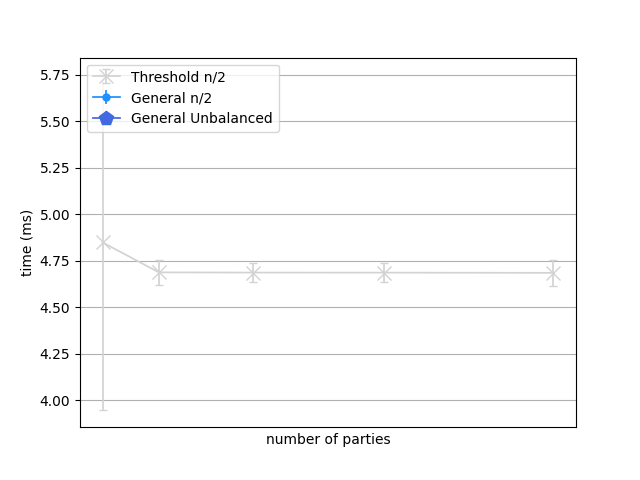 Threshold n/2
General n/2
General Unbalanced
5.75
5.50
5.25
5.00
4.75
4.50
4.25
4.00
time (ms)
number of parties